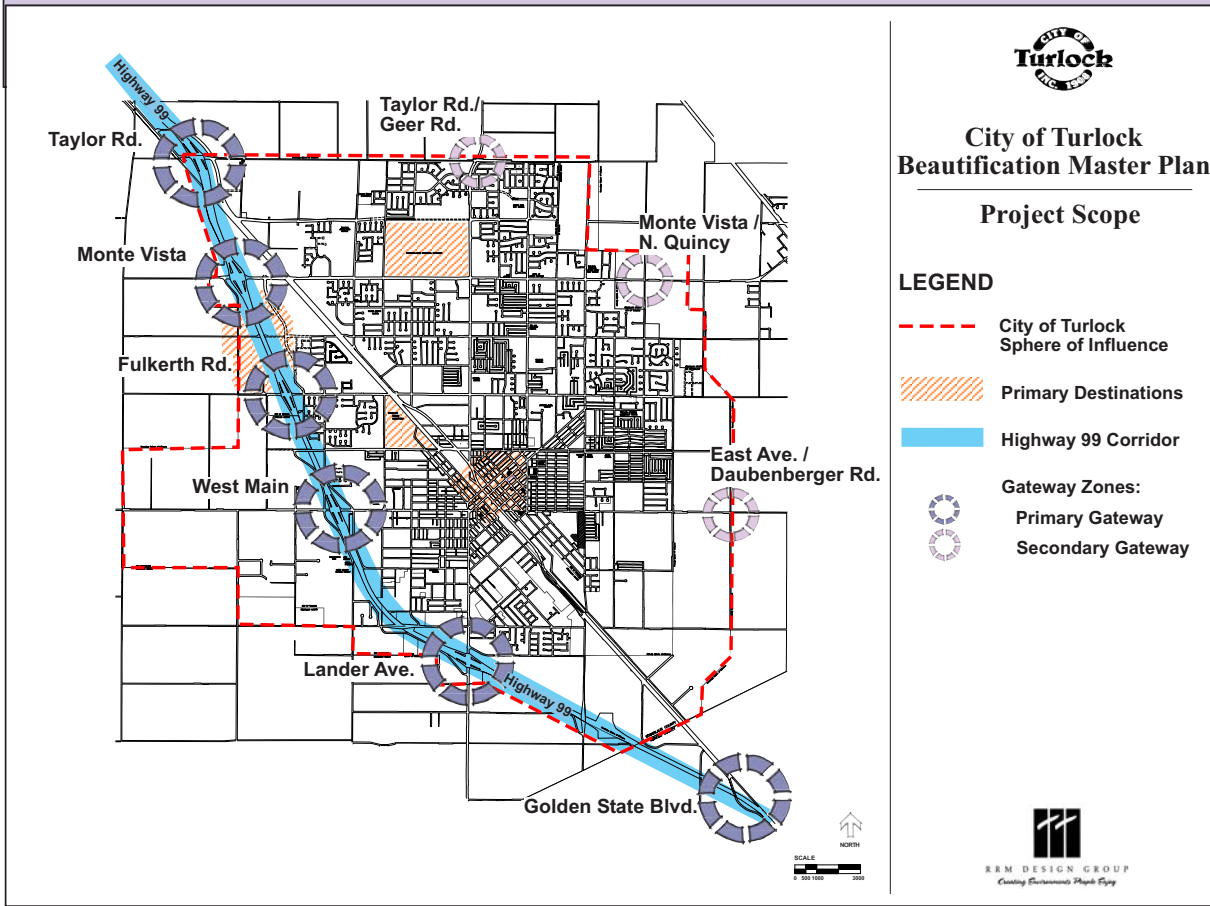 Highway 99
Taylor Rd.
Taylor Rd./
Geer Rd.
Monte Vista
Monte Vista /
N. Quincy
Fulkerth Rd.
West Main
East Ave. /
Daubenberger Rd.
Lander Ave.
Highway 99
Golden State Blvd.
NORTH
SCALE
0 500 1000 3000
CITY OF
Turlock
INC. 1908
City of Turlock
Beautification Master Plan
Project Scope
LEGEND
City of Turlock
Sphere of Influence
Primary Destinations
Highway 99 Corridor
Gateway Zones:
Primary Gateway
Secondary Gateway
RRM DESIGN GROUP
Creating Environments People Enjoy